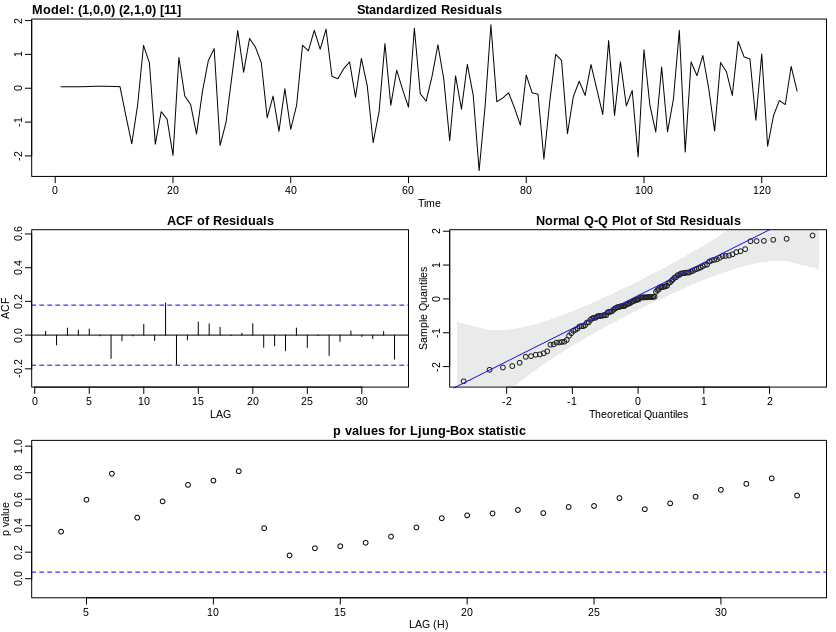 Model: (1,0,0) (2,1,0) [11]
Standardized Residuals
2
1
0
-1
-2
0 20 40 60 80 100 120
Time
ACF of Residuals
ACF
0.6
0.4
0.2
0.0
-0.2
0 5 10 15 20 25 30
LAG
Normal Q-Q Plot of Std Residuals
Sample Quantiles
2
1
0
-1
-2
-2 -1 0 1 2
Theoretical Quantiles
p values for Ljung-Box statistic
p value
1.0
0.8
0.6
0.4
0.2
0.0
5 10 15 20 25 30
LAG (H)